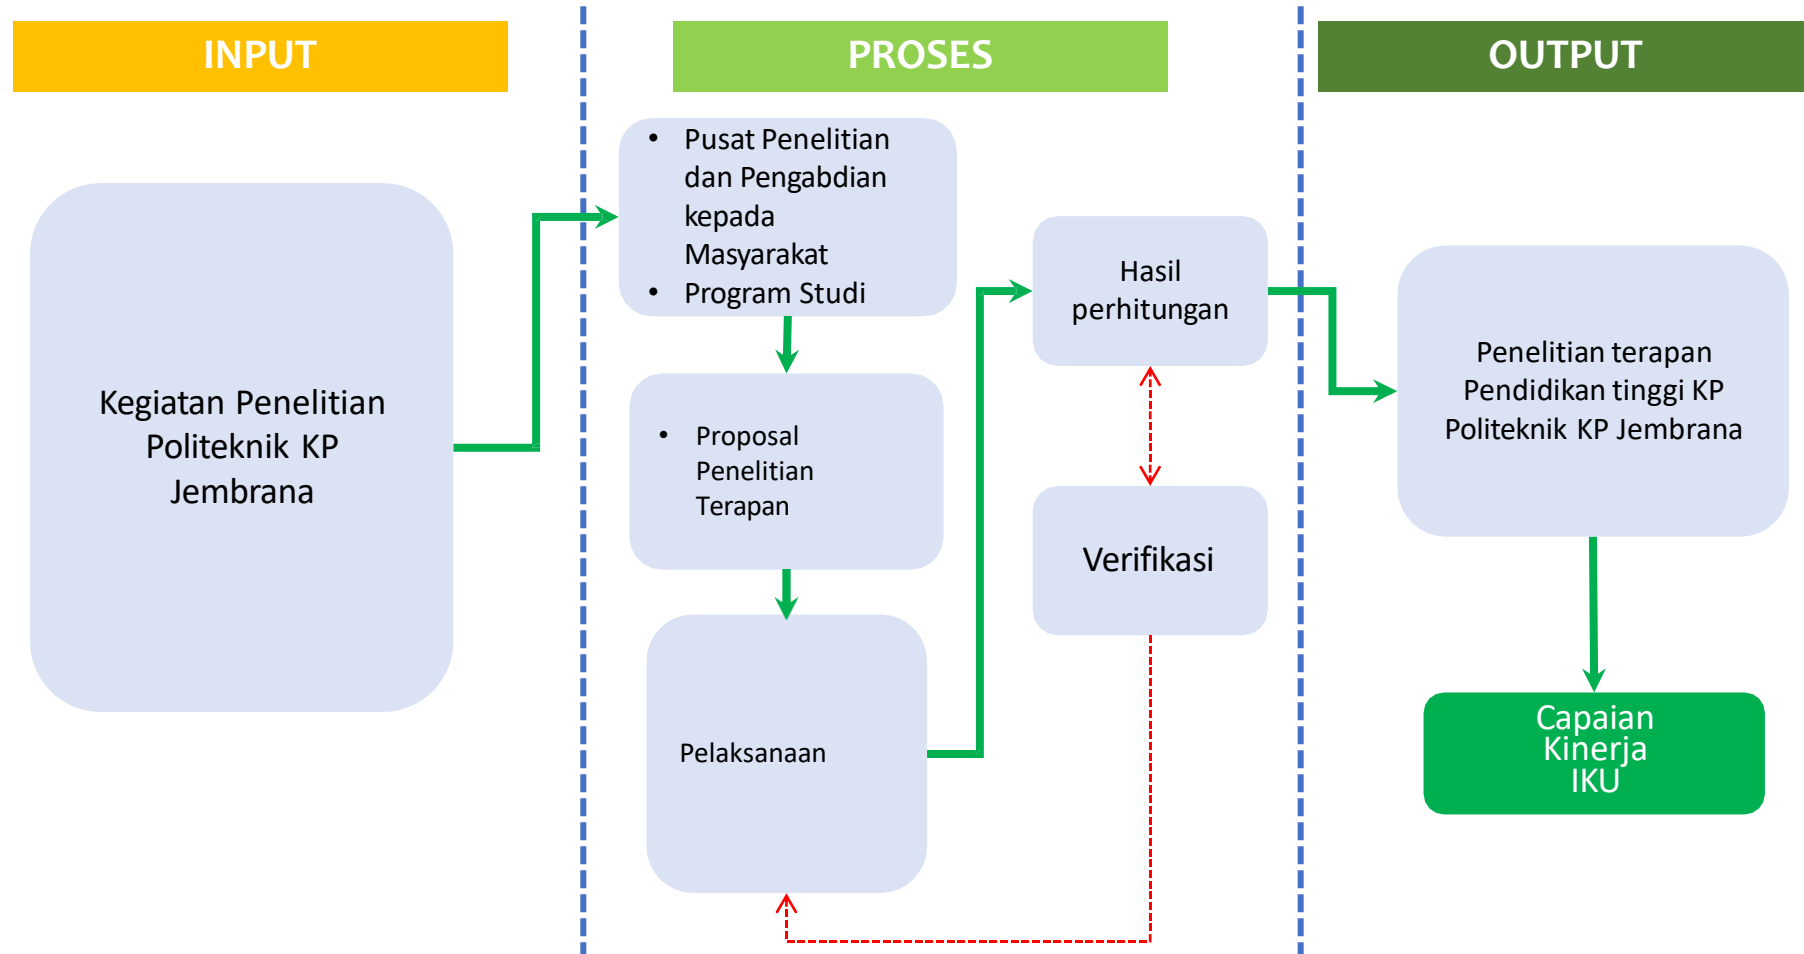 INPUT
PROSES
OUTPUT
Kegiatan Penelitian
Politeknik KP
Jembrana
• Pusat Penelitian
dan Pengabdian
kepada
Masyarakat
• Program Studi
• Proposal
Penelitian
Terapan
Pelaksanaan
Hasil
perhitungan
Verifikasi
Penelitian terapan
Pendidikan tinggi KP
Politeknik KP Jembrana
Capaian
Kinerja
IKU